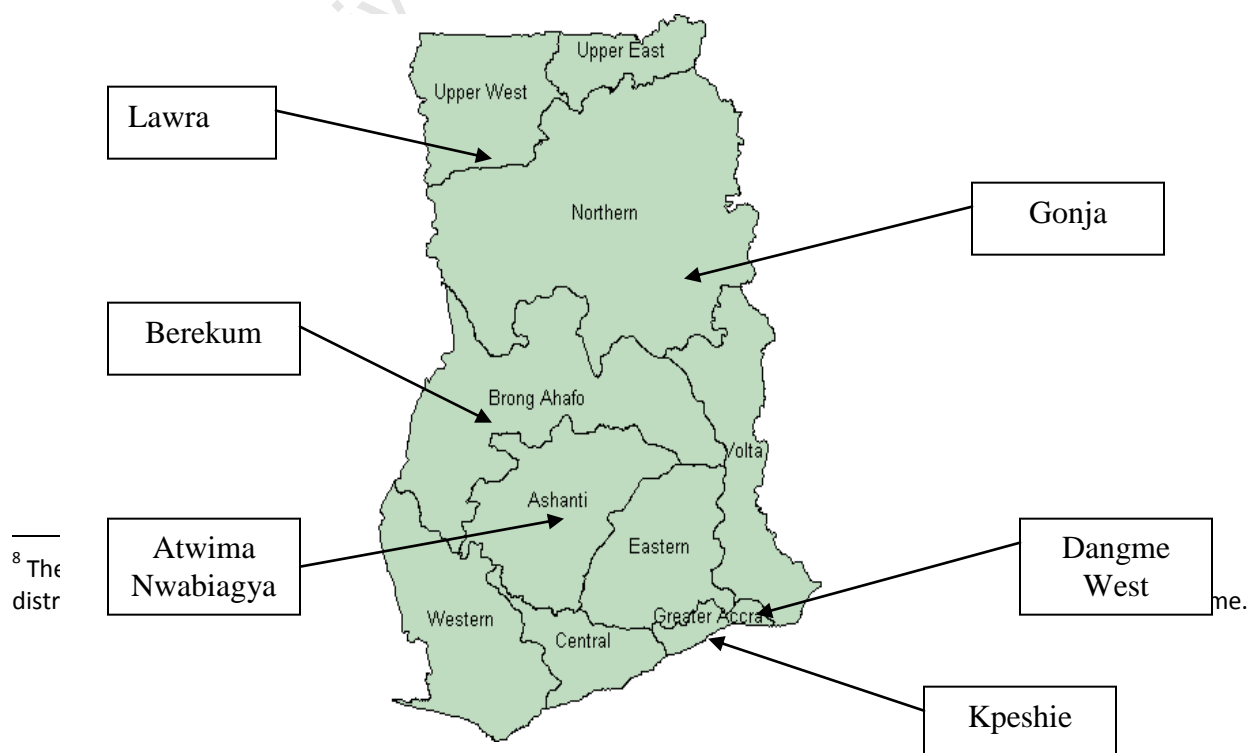 Upper East
Upper West
Lawra
Northern
Gonja
Berekum
Brong Ahafo
Volta
Ashanti
Atwima
Nwabiagya
Eastern
Dangme
West
8 The
distr
me.
Western
Greater Accra
Central
Kpeshie